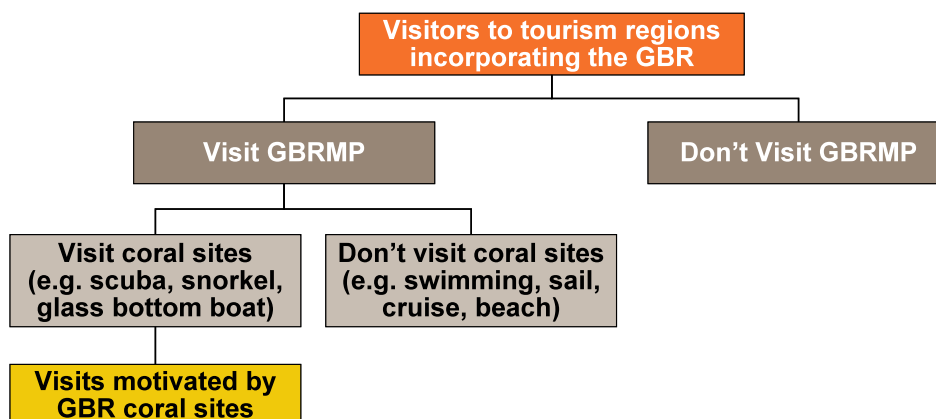 Visitors to tourism regions
incorporating the GBR
Visit GBRMP
Don’t Visit GBRMP
Visit coral sites
(e.g. scuba, snorkel,
glass bottom boat)
Don’t visit coral sites
(e.g. swimming, sail,
cruise, beach)
Visits motivated by
GBR coral sites